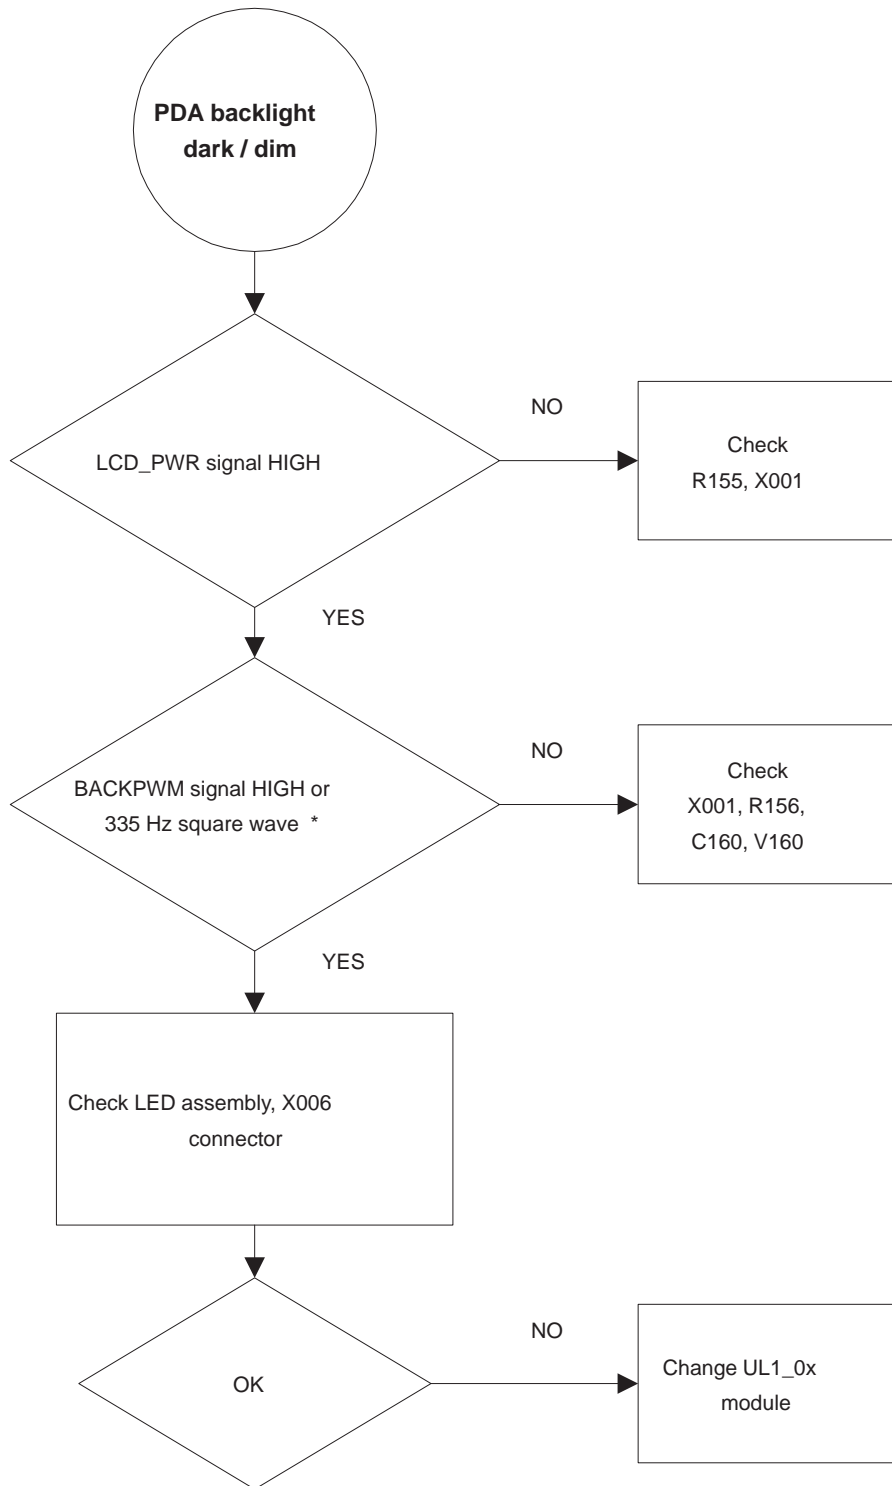 PDA backlight
dark / dim
LCD_PWR signal HIGH
NO
Check
R155, X001
YES
BACKPWM signal HIGH or
335 Hz square wave *
NO
Check
X001, R156,
C160, V160
YES
Check LED assembly, X006
connector
OK
NO
Change UL1_0x
module